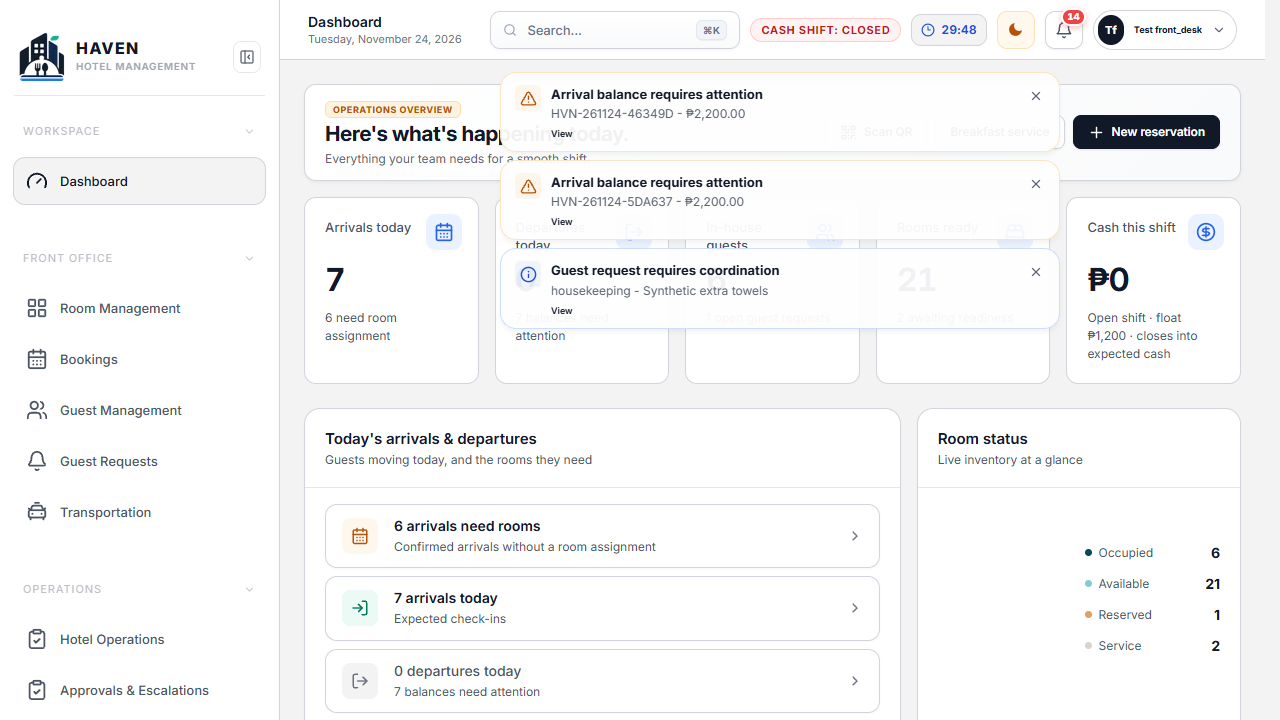 HAVEN
HOTEL MANAGEMENT
WORKSPACE
Dashboard
FRONT OFFICE
Room Management
Bookings
Guest Management
Guest Requests
Transportation
OPERATIONS
Hotel Operations
Approvals & Escalations
Dashboard
Tuesday, November 24, 2026
Search...
⌘K
CASH SHIFT: CLOSED
29:48
14
Tf
Test front_desk
OPERATIONS OVERVIEW
Here's what's happening today.
Everything your team needs for a smooth shift
Scan QR
Breakfast service
New reservation
Arrival balance requires attention
HVN-261124-46349D - ₱2,200.00
View
Arrival balance requires attention
HVN-261124-5DA637 - ₱2,200.00
View
Guest request requires coordination
housekeeping - Synthetic extra towels
View
Arrivals today
7
6 need room
assignment
Departures
today
0
7 balances need
attention
In-house
guests
6
1 open guest requests
Rooms ready
21
2 awaiting readiness
Cash this shift
₱0
Open shift · float
₱1,200 · closes into
expected cash
Today's arrivals & departures
Guests moving today, and the rooms they need
6 arrivals need rooms
Confirmed arrivals without a room assignment
7 arrivals today
Expected check-ins
0 departures today
7 balances need attention
Room status
Live inventory at a glance
Occupied 6
Available 21
Reserved 1
Service 2